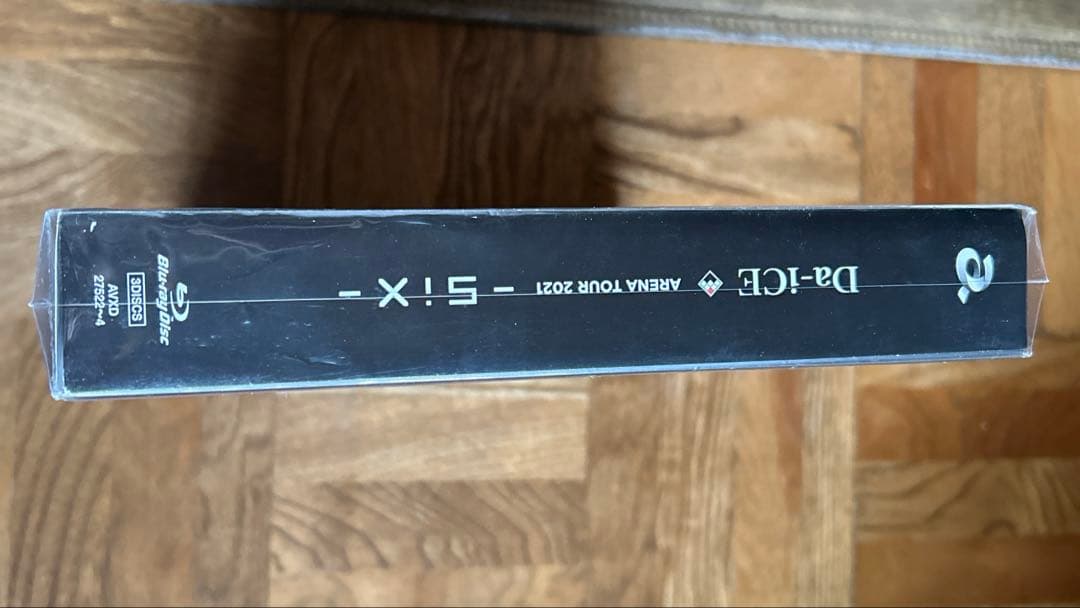 a
Da-iCE
ARENA TOUR 2021
- SiX -
Blu-ray Disc
3DISCS
AVXD.
27522~4